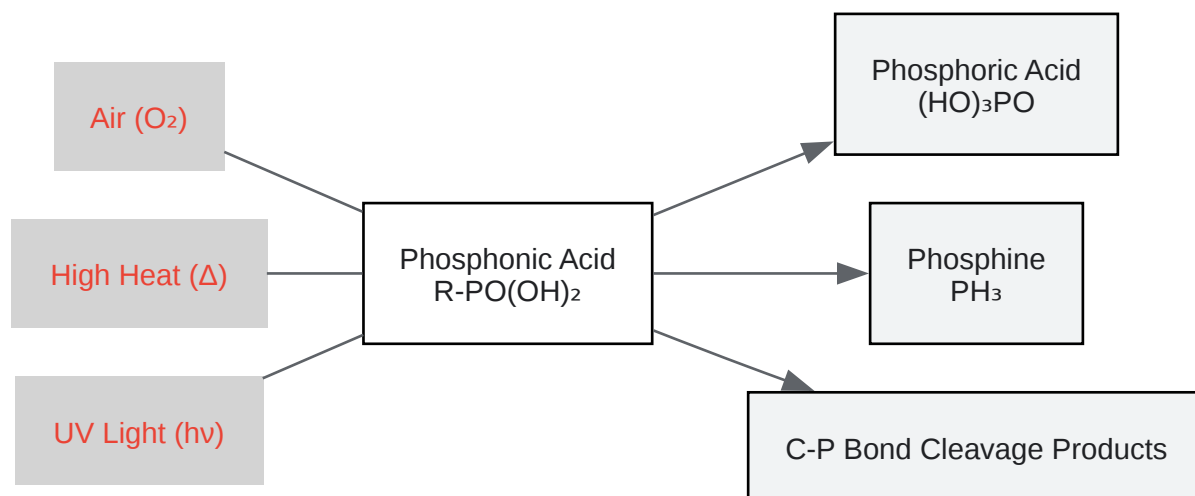 Air (O₂)
High Heat (Δ)
UV Light (hν)
Phosphonic Acid
R-PO(OH)₂
Phosphoric Acid
(HO)₃PO
Phosphine
PH₃
C-P Bond Cleavage Products